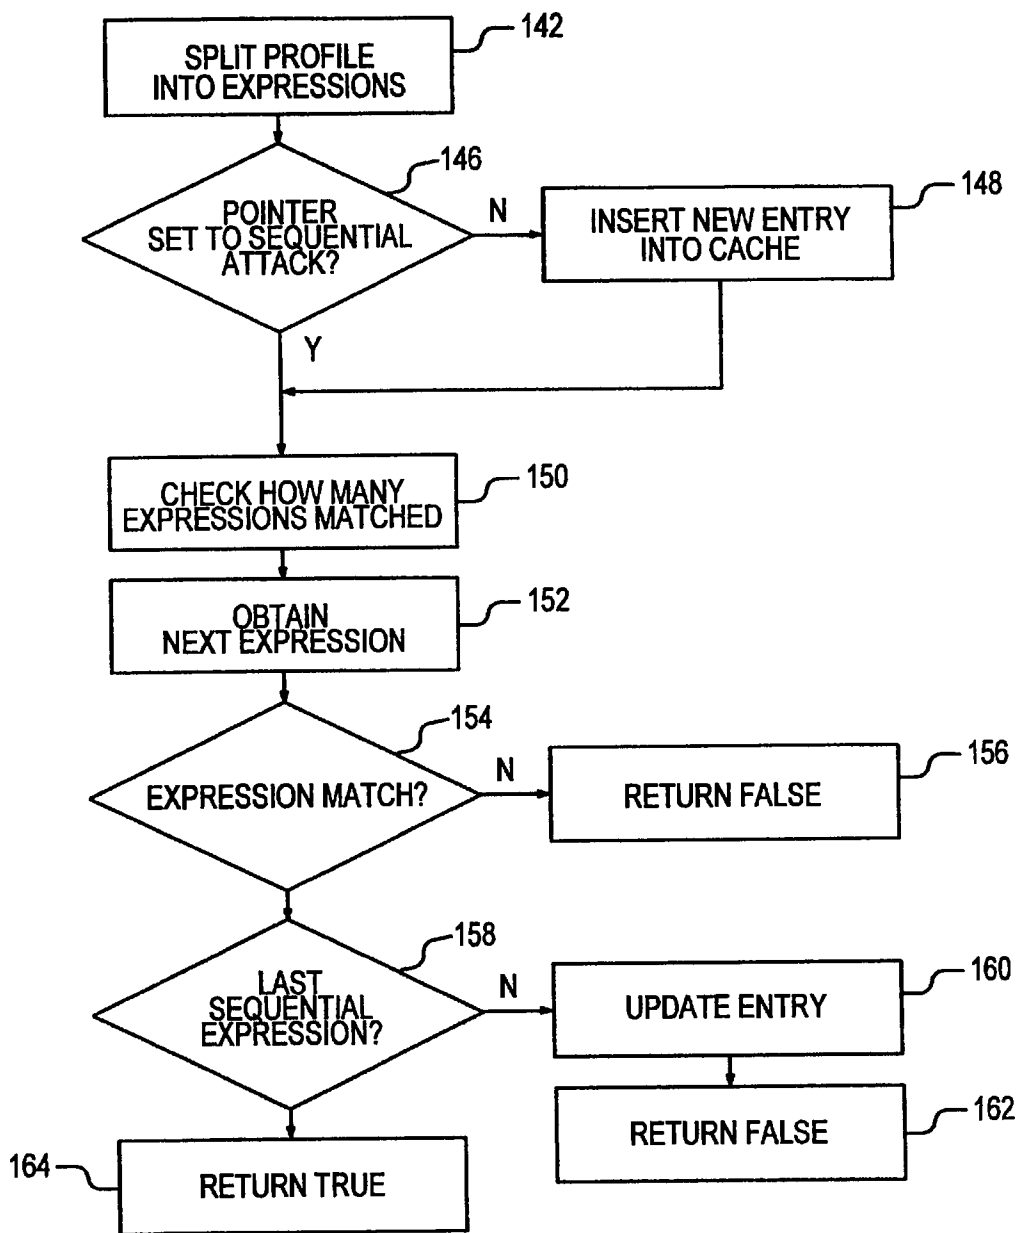 142
SPLIT PROFILE
INTO EXPRESSIONS
146
148
POINTER
SET TO SEQUENTIAL
ATTACK?
N
INSERT NEW ENTRY
INTO CACHE
Y
150
CHECK HOW MANY
EXPRESSIONS MATCHED
152
OBTAIN
NEXT EXPRESSION
154
156
EXPRESSION MATCH?
N
RETURN FALSE
158
160
LAST
SEQUENTIAL
EXPRESSION?
N
UPDATE ENTRY
162
RETURN FALSE
164
RETURN TRUE